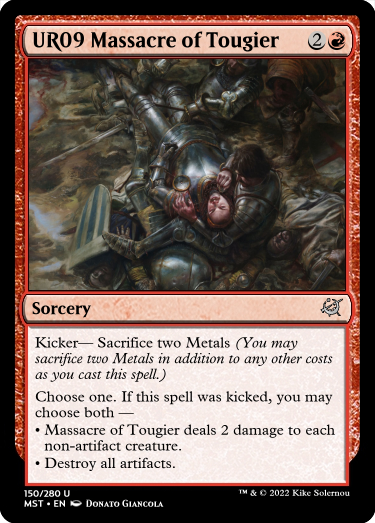 UR09 Massacre of Tougier 2
Sorcery
Kicker— Sacrifice two Metals (You may
sacrifice two Metals in addition to any other costs
as you cast this spell.)
Choose one. If this spell was kicked, you may
choose both —
• Massacre of Tougier deals 2 damage to each
non-artifact creature.
• Destroy all artifacts.
150/280 U
MST • EN Donato Giancola
™ & © 2022 Kike Solernou